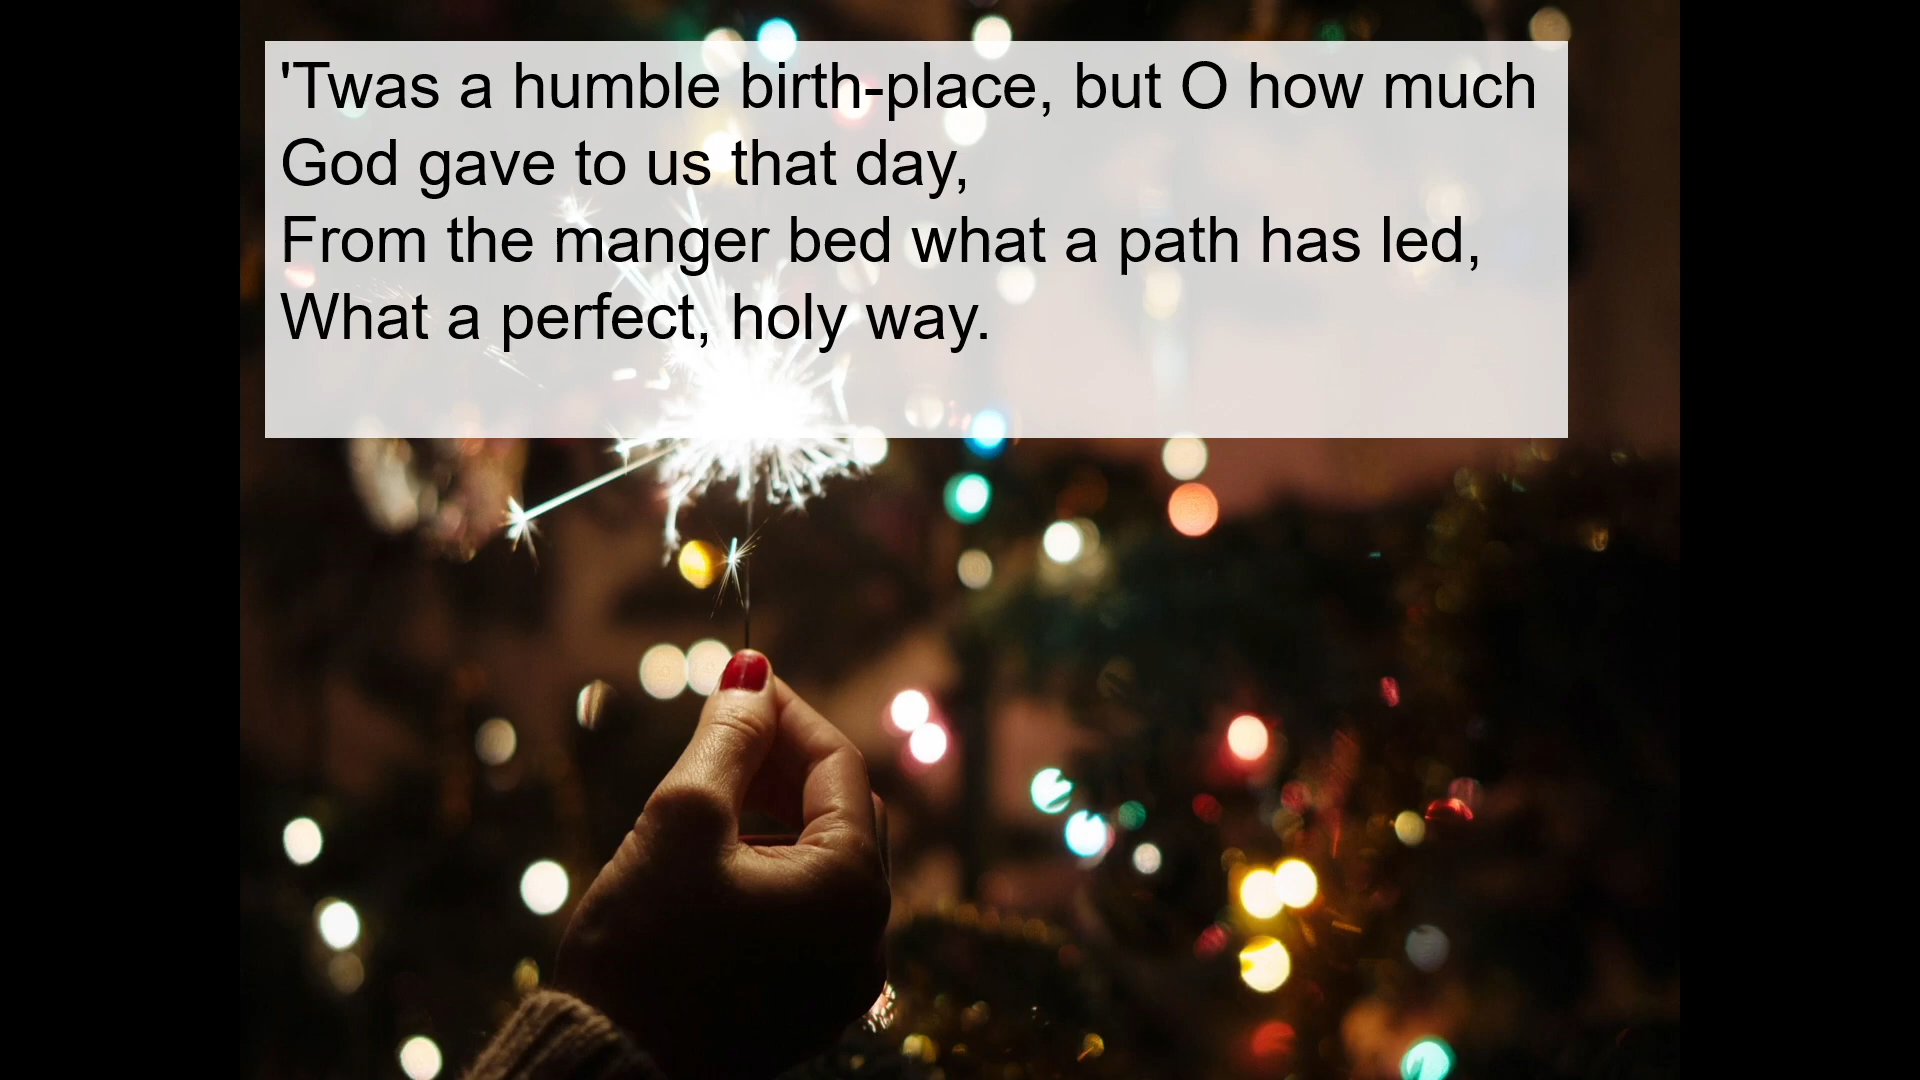 'Twas a humble birth-place, but O how much
God gave to us that day,
From the manger bed what a path has led,
What a perfect, holy way.